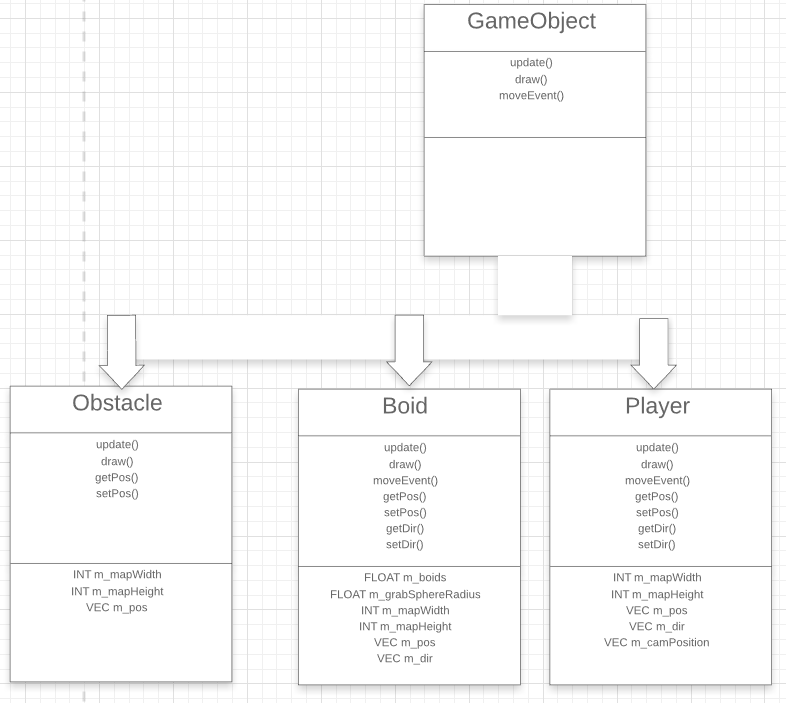 GameObject
update()
draw()
moveEvent()
Obstacle
update()
draw()
getPos()
setPos()
INT m_mapWidth
INT m_mapHeight
VEC m_pos
Boid
update()
draw()
moveEvent()
getPos()
setPos()
getDir()
setDir()
FLOAT m_boids
FLOAT m_grabSphereRadius
INT m_mapWidth
INT m_mapHeight
VEC m_pos
VEC m_dir
Player
update()
draw()
moveEvent()
getPos()
setPos()
getDir()
setDir()
INT m_mapWidth
INT m_mapHeight
VEC m_pos
VEC m_dir
VEC m_camPosition